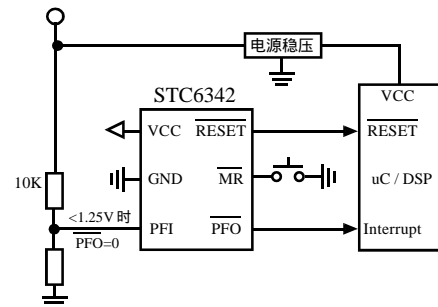 电源稳压
STC6342
VCC
VCC
RESET
RESET
10K
GND
MR
uC / DSP
<1.25V 时
PFI
PFO
Interrupt
PFO=0